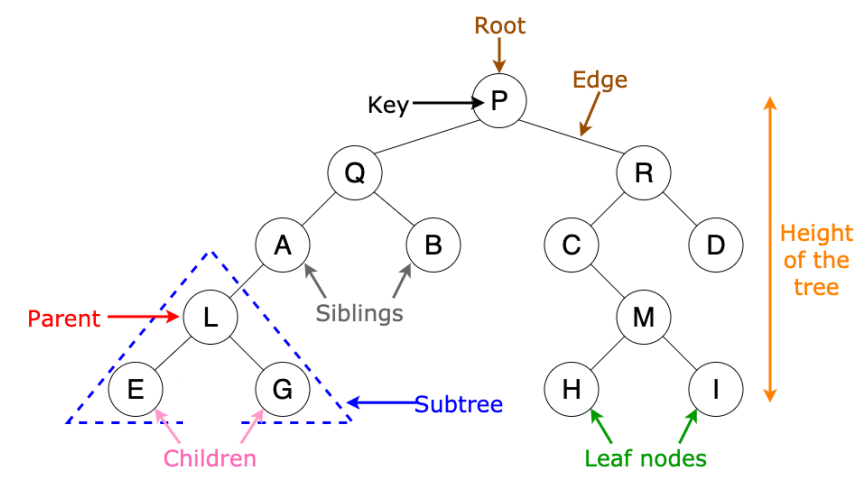 Root
Edge
Key
P
Q
R
A
B
C
D
Height
of the
tree
Siblings
Parent
L
M
E
G
H
I
Subtree
Children
Leaf nodes